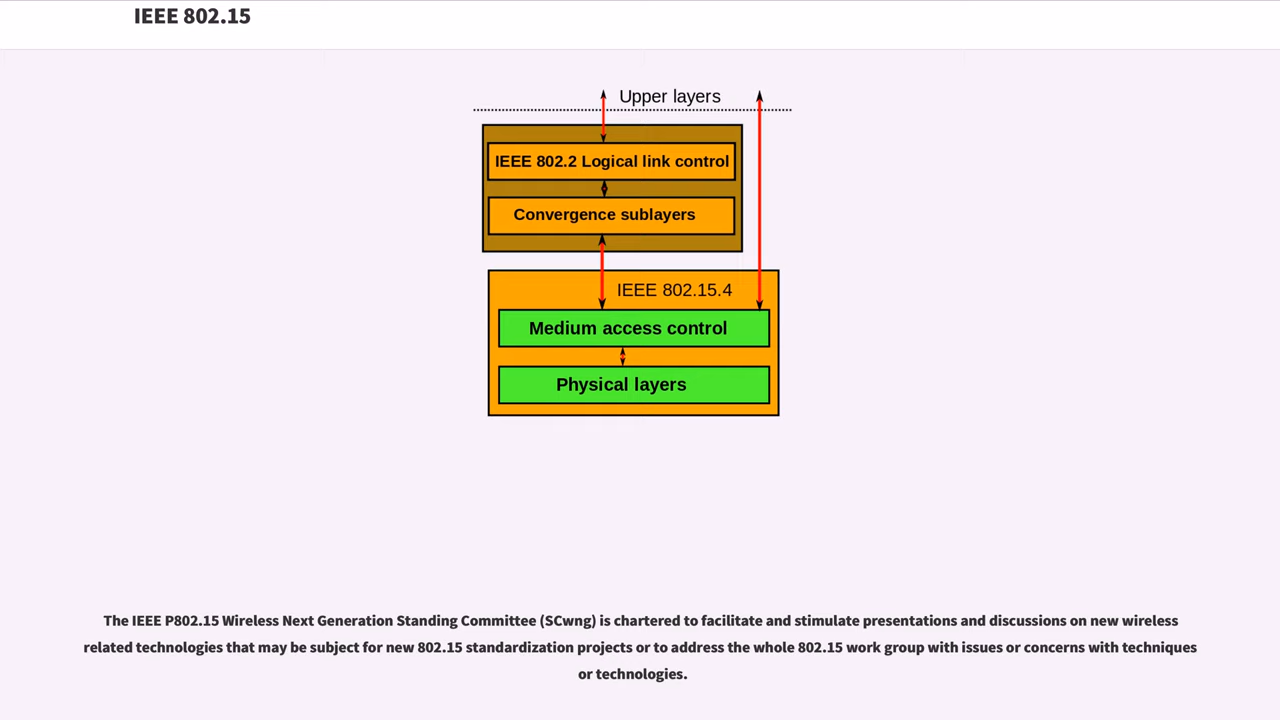 IEEE 802.15
Upper layers
IEEE 802.2 Logical link control
Convergence sublayers
IEEE 802.15.4
Medium access control
Physical layers
The IEEE P802.15 Wireless Next Generation Standing Committee (SCwng) is chartered to facilitate and stimulate presentations and discussions on new wireless
related technologies that may be subject for new 802.15 standardization projects or to address the whole 802.15 work group with issues or concerns with techniques
or technologies.